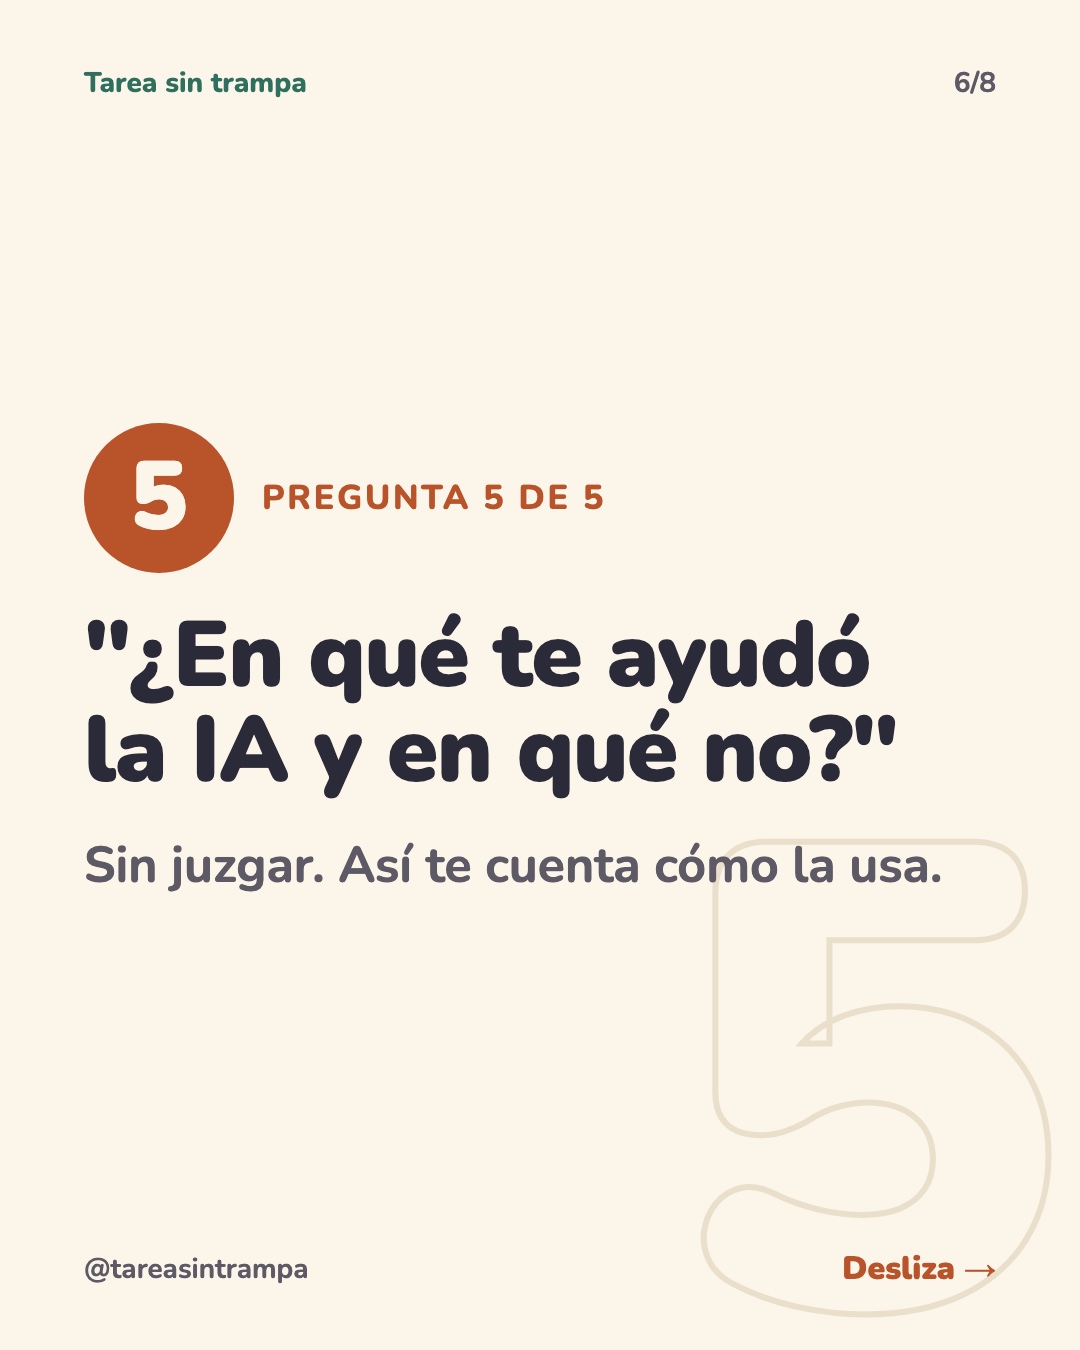 Tarea sin trampa
6/8
5
PREGUNTA 5 DE 5
"¿En qué te ayudó
la IA y en qué no?"
Sin juzgar. Así te cuenta cómo la usa.
5
@tareasintrampa
Desliza →